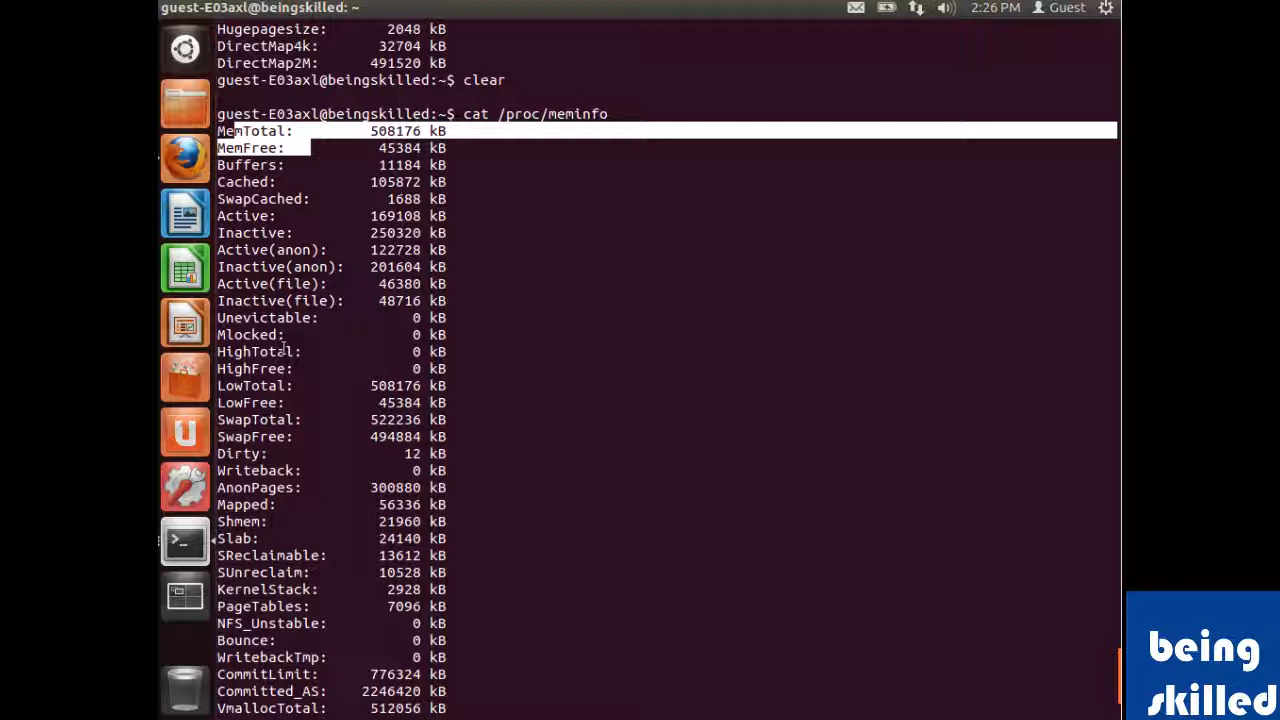 guest-E03axl@beingskilled: ~
2:26 PM
Guest
Hugepagesize: 2048 kB
DirectMap4k: 32704 kB
DirectMap2M: 491520 kB
guest-E03axl@beingskilled:~$ clear
guest-E03axl@beingskilled:~$ cat /proc/meminfo
MemTotal: 508176 kB
MemFree: 45384 kB
Buffers: 11184 kB
Cached: 105872 kB
SwapCached: 1688 kB
Active: 169108 kB
Inactive: 250320 kB
Active(anon): 122728 kB
Inactive(anon): 201604 kB
Active(file): 46380 kB
Inactive(file): 48716 kB
Unevictable: 0 kB
Mlocked: 0 kB
HighTotal: 0 kB
HighFree: 0 kB
LowTotal: 508176 kB
LowFree: 45384 kB
SwapTotal: 522236 kB
SwapFree: 494884 kB
Dirty: 12 kB
Writeback: 0 kB
AnonPages: 300880 kB
Mapped: 56336 kB
Shmem: 21960 kB
Slab: 24140 kB
SReclaimable: 13612 kB
SUnreclaim: 10528 kB
KernelStack: 2928 kB
PageTables: 7096 kB
NFS_Unstable: 0 kB
Bounce: 0 kB
WritebackTmp: 0 kB
CommitLimit: 776324 kB
Committed_AS: 2246420 kB
VmallocTotal: 512056 kB
being
skilled